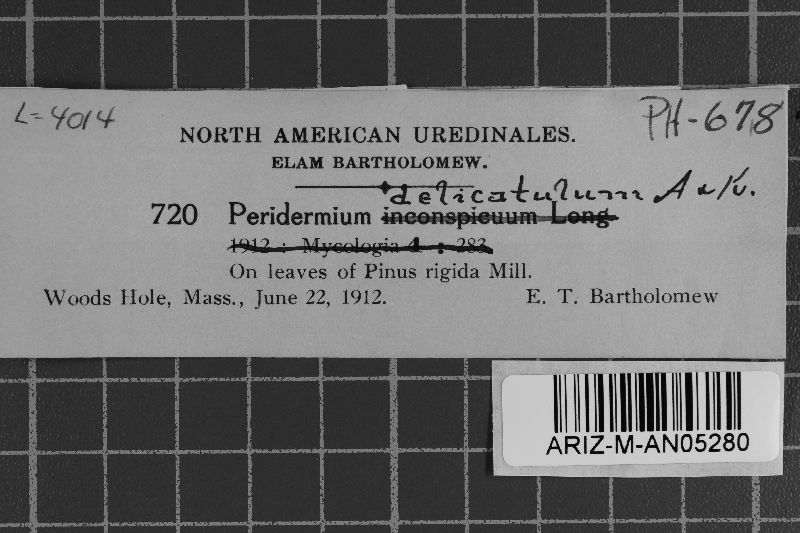 L=4014
PH-678
NORTH AMERICAN UREDINALES.
ELAM BARTHOLOMEW.
delicatulum A & K.
720 Peridermium inconspicuum Long
1912 : Mycologia 4 : 283
On leaves of Pinus rigida Mill.
Woods Hole, Mass., June 22, 1912. E. T. Bartholomew
ARIZ-M-AN05280